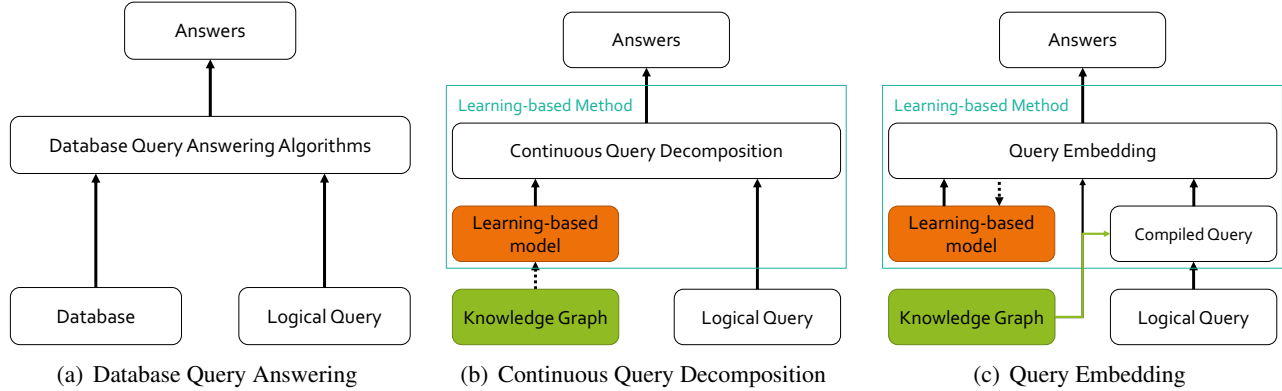 Answers
Database Query Answering Algorithms
Database
Logical Query
(a) Database Query Answering
Answers
Learning-based Method
Continuous Query Decomposition
Learning-based
model
Knowledge Graph
Logical Query
(b) Continuous Query Decomposition
Answers
Learning-based Method
Query Embedding
Learning-based
model
Compiled Query
Knowledge Graph
Logical Query
(c) Query Embedding